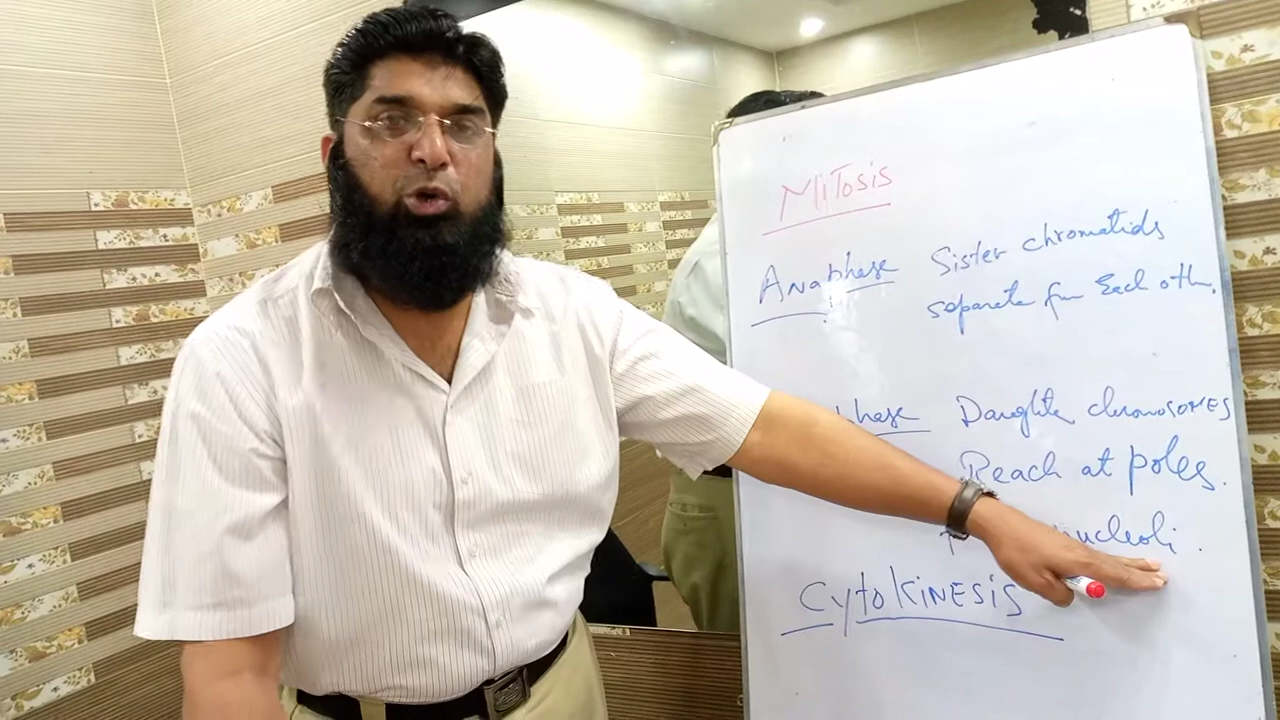 Mitosis
Anaphase Sister chromatids
separate from Each other.
phase Daughter chromosomes
Reach at poles.
nucleoli.
CytoKINESIS